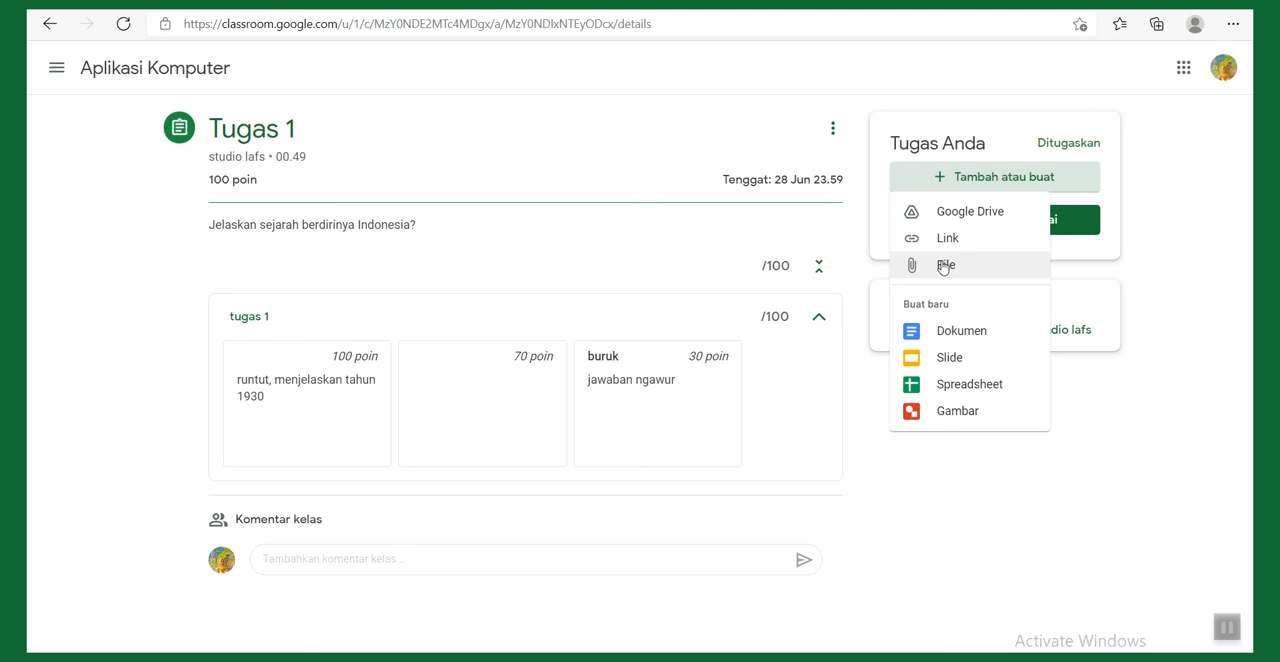 https://classroom.google.com/u/1/c/MzY0NDE2MTc4MDgx/a/MzY0NDIxNTEyODcx/details
Aplikasi Komputer
Tugas 1
studio lafs • 00.49
100 poin
Tenggat: 28 Jun 23.59
Jelaskan sejarah berdirinya Indonesia?
/100
tugas 1
/100
100 poin
runtut, menjelaskan tahun
1930
70 poin
buruk
30 poin
jawaban ngawur
Komentar kelas
Tambahkan komentar kelas...
Tugas Anda
Ditugaskan
+ Tambah atau buat
Google Drive
ai
Link
File
Buat baru
Dokumen
dio lafs
Slide
Spreadsheet
Gambar
Activate Windows